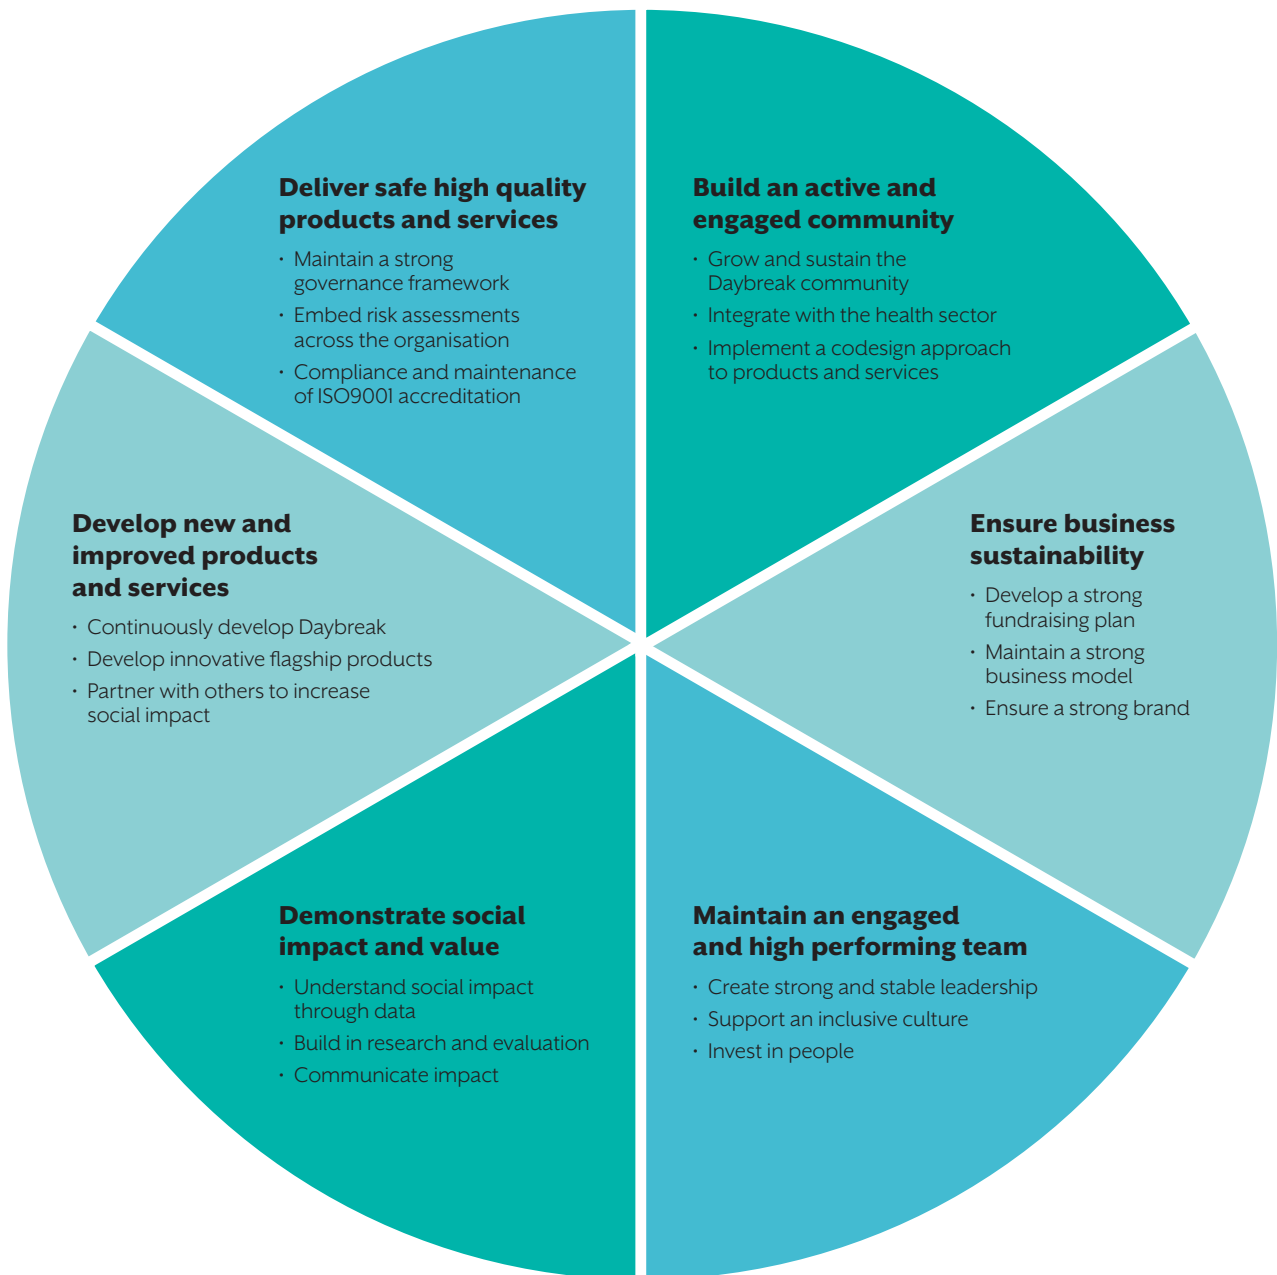 Deliver safe high quality
products and services
• Maintain a strong
governance framework
• Embed risk assessments
across the organisation
• Compliance and maintenance
of ISO9001 accreditation
Build an active and
engaged community
• Grow and sustain the
Daybreak community
• Integrate with the health sector
• Implement a codesign approach
to products and services
Develop new and
improved products
and services
• Continuously develop Daybreak
• Develop innovative flagship products
• Partner with others to increase
social impact
Ensure business
sustainability
• Develop a strong
fundraising plan
• Maintain a strong
business model
• Ensure a strong brand
Demonstrate social
impact and value
• Understand social impact
through data
• Build in research and evaluation
• Communicate impact
Maintain an engaged
and high performing team
• Create strong and stable leadership
• Support an inclusive culture
• Invest in people